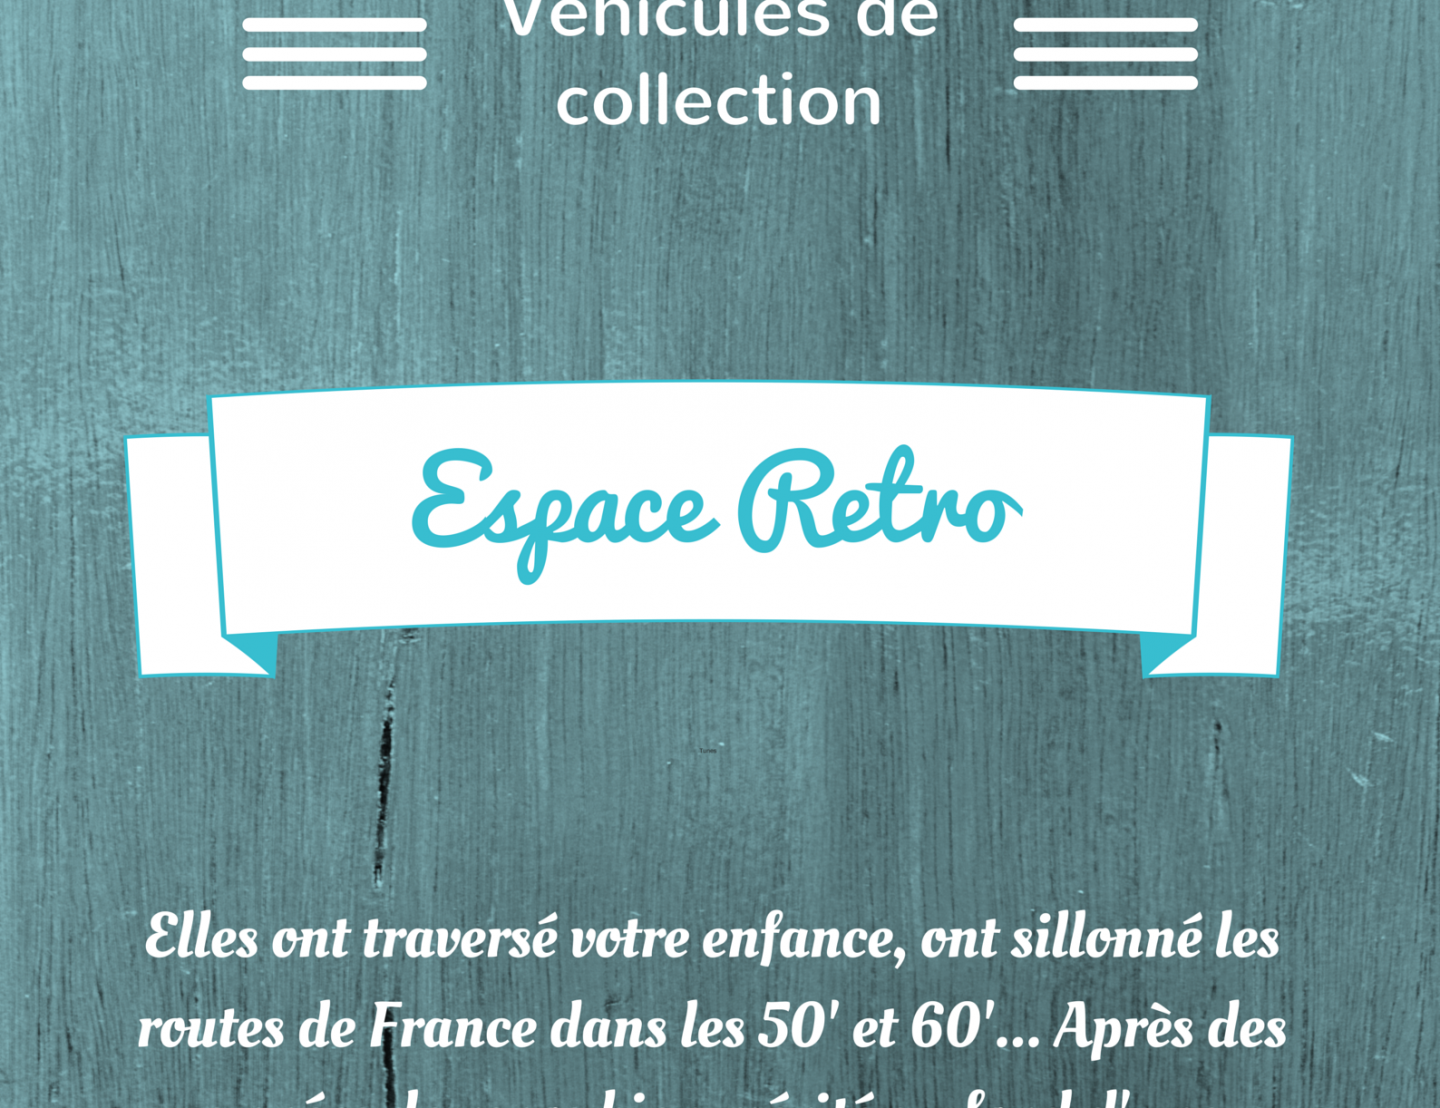 Véhicules de
collection
Espace Retro
Elles ont traversé votre enfance, ont sillonné les
routes de France dans les 50' et 60'... Après des